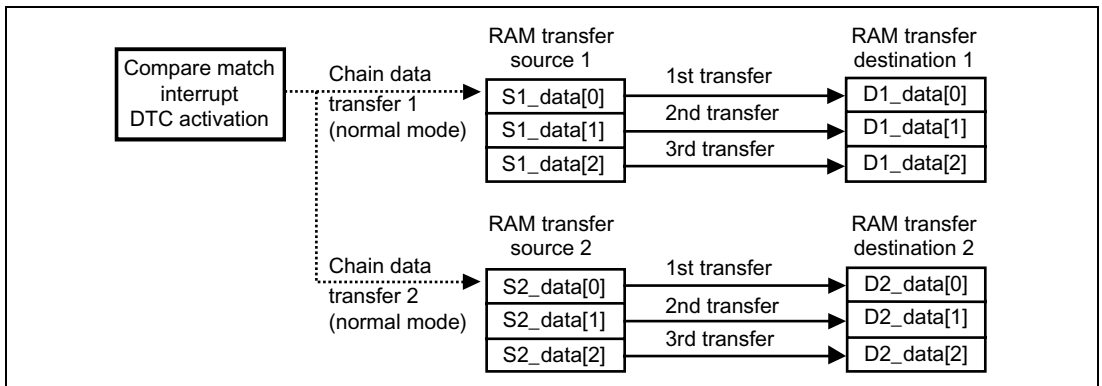 Compare match
interrupt
DTC activation
Chain data
transfer 1
(normal mode)
RAM transfer
source 1
S1_data[0]
S1_data[1]
S1_data[2]
1st transfer
2nd transfer
3rd transfer
RAM transfer
destination 1
D1_data[0]
D1_data[1]
D1_data[2]
Chain data
transfer 2
(normal mode)
RAM transfer
source 2
S2_data[0]
S2_data[1]
S2_data[2]
1st transfer
2nd transfer
3rd transfer
RAM transfer
destination 2
D2_data[0]
D2_data[1]
D2_data[2]